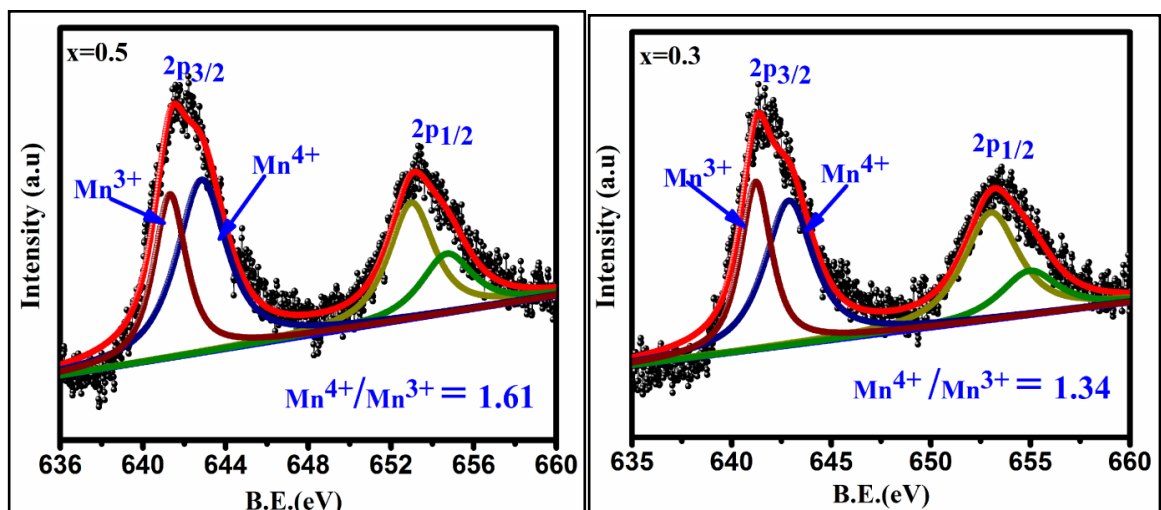 x=0.5
2p3/2
Mn3+
Mn4+
2p1/2
Mn4+/Mn3+ = 1.61
Intensity (a.u)
636 640 644 648 652 656 660
B.E.(eV)
x=0.3
2p3/2
Mn3+
Mn4+
2p1/2
Mn4+/Mn3+ = 1.34
Intensity (a.u)
635 640 645 650 655 660
B.E.(eV)